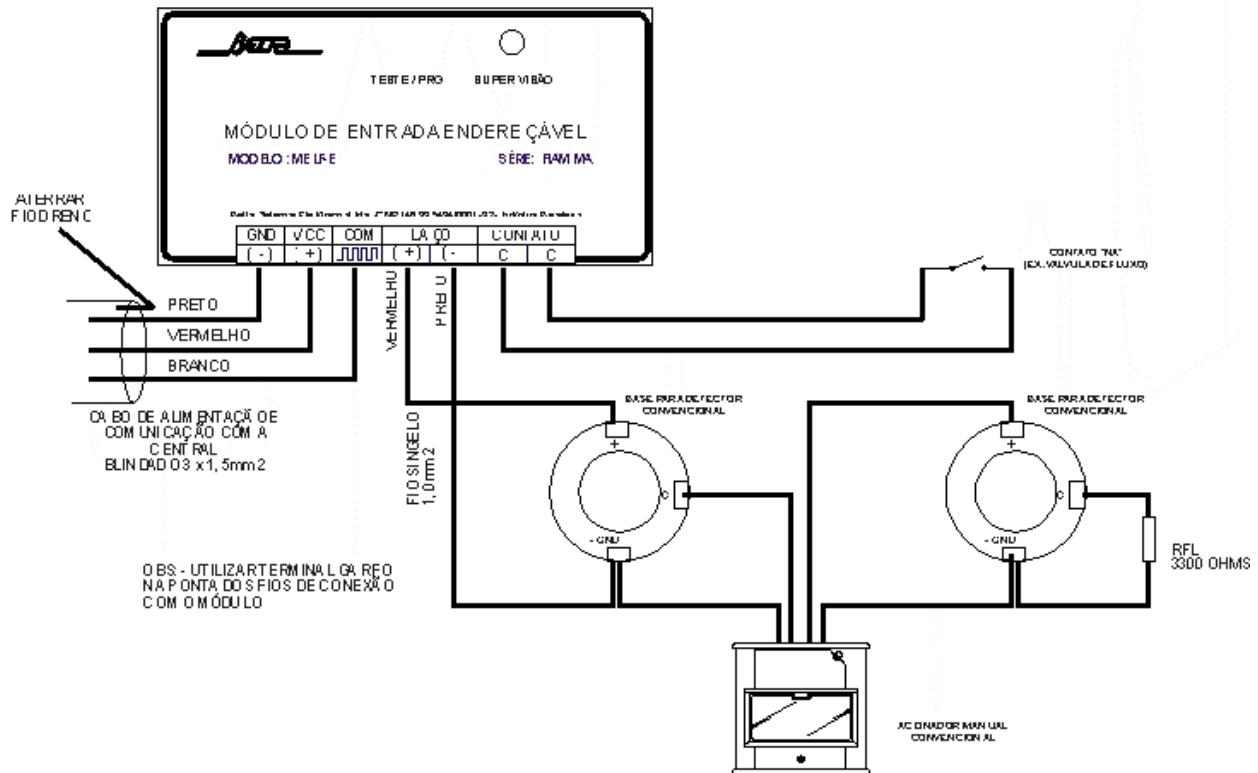 TESTE / PRG SUPERVISÃO
MÓDULO DE ENTRADA ENDEREÇÁVEL
MODELO : MELF-E SÉRIE: FIAMMA
ATERRAR
FIO DRENO
GND VCC COM LAÇO CONTATO
(-) (+) (+) (- C C
CONTATO "NA"
(EX. VALVULA DE FLUXO)
PRETO
VERMELHO
BRANCO
VERMELHO
PRETO
CABO DE ALIMENTAÇÃO E
COMUNICAÇÃO COM A
CENTRAL
BLINDADO 3 x 1,5mm2
FIO SINGELO
1,0mm2
BASE PARA DETECTOR
CONVENCIONAL
+
C
- GND
BASE PARA DETECTOR
CONVENCIONAL
+
C
- GND
RFL
3300 OHMS
OBS - UTILIZAR TERMINAL GARFO
NA PONTA DOS FIOS DE CONEXÃO
COM O MÓDULO
ACIONADOR MANUAL
CONVENCIONAL